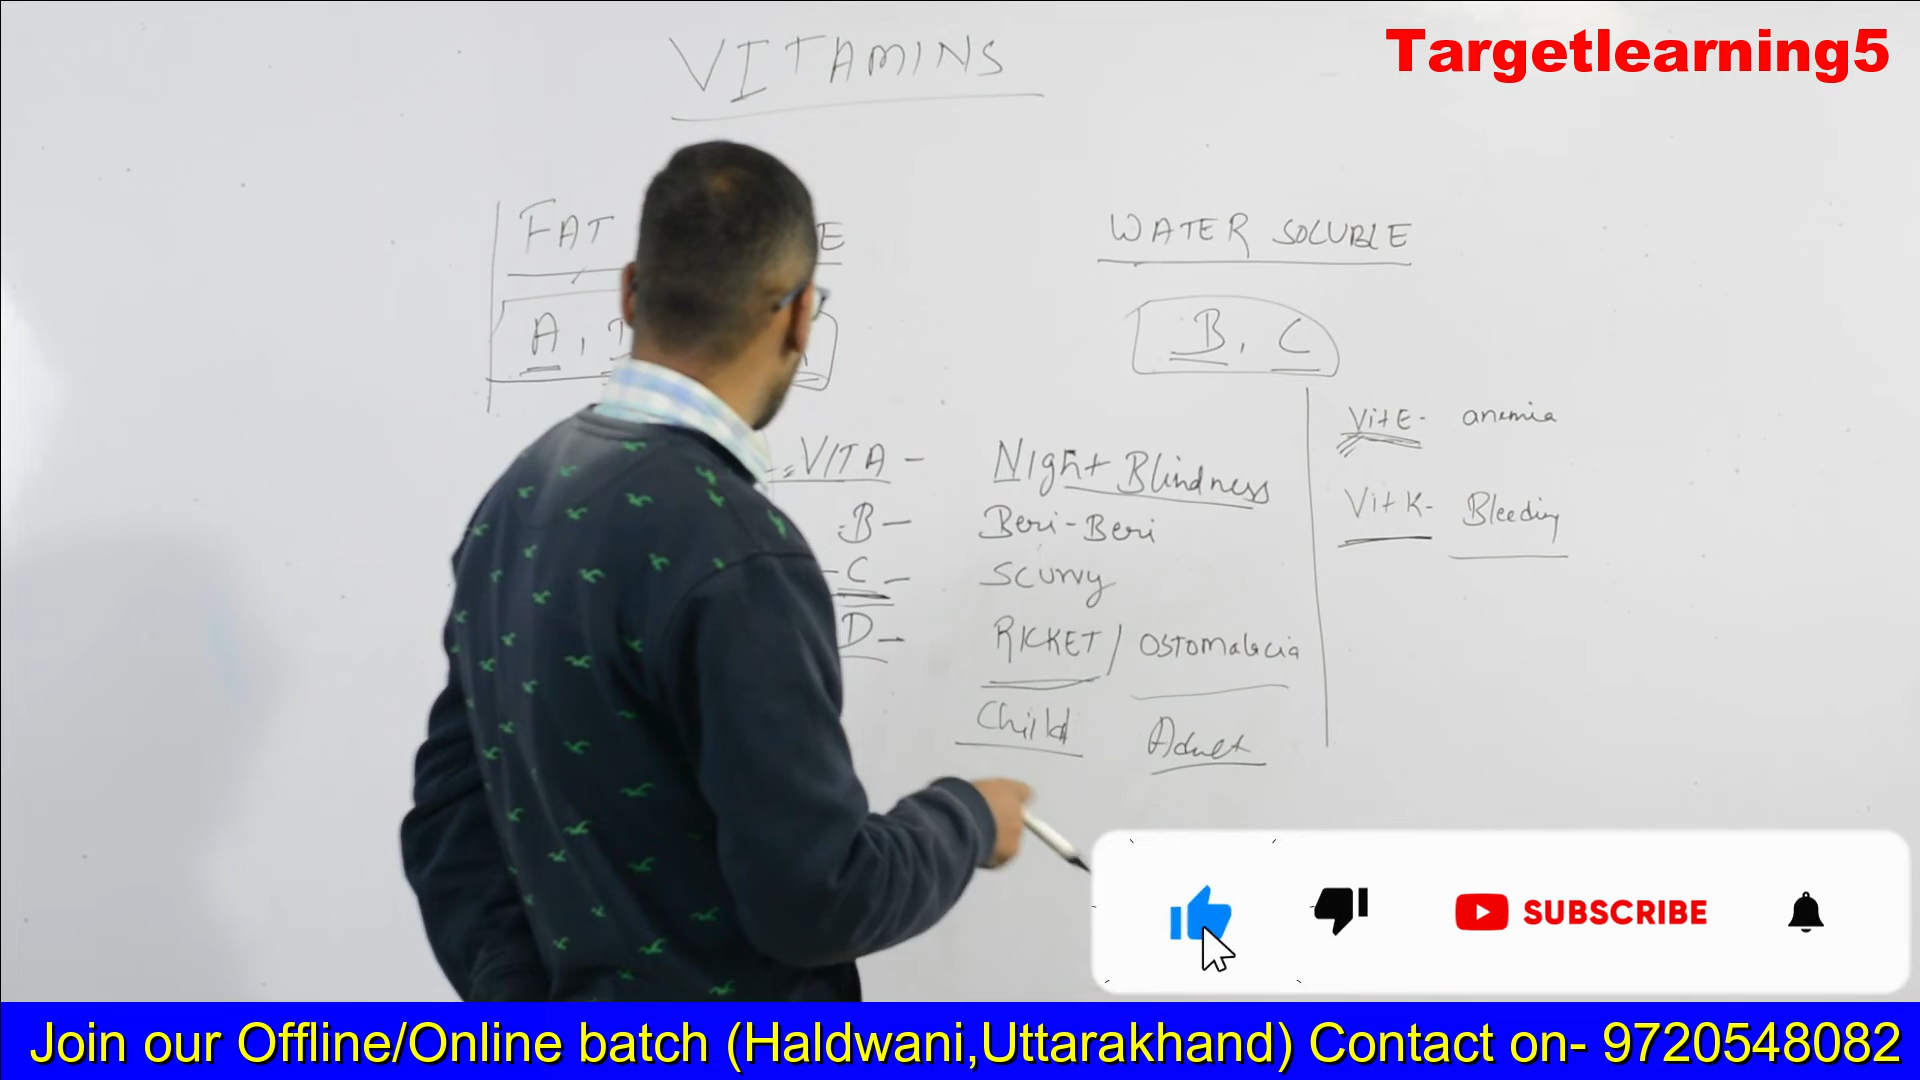 Targetlearning5
VITAMINS
FAT E
WATER SOLUBLE
A,
B, C
VIT A - Night Blindness
B - Beri-Beri
C - Scurvy
D - RICKET / OSTOMalacia
Child Adult
Vit E - anemia
Vit K - Bleeding
SUBSCRIBE
Join our Offline/Online batch (Haldwani,Uttarakhand) Contact on- 9720548082